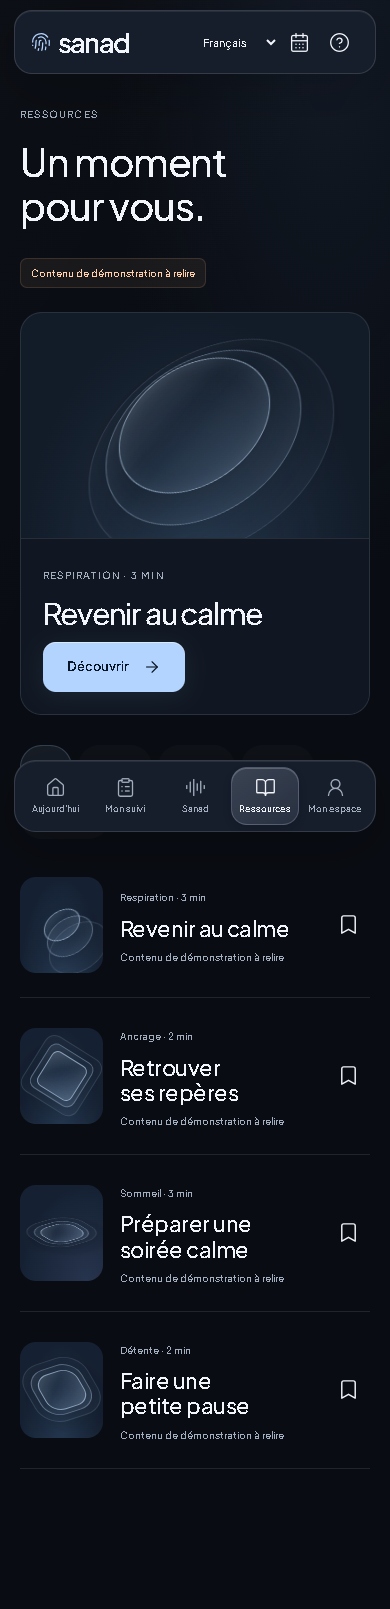 sanad
Français
RESSOURCES
Un moment
pour vous.
Contenu de démonstration à relire
RESPIRATION · 3 MIN
Revenir au calme
Découvrir
Aujourd'hui
Mon suivi
Sanad
Ressources
Mon espace
Respiration · 3 min
Revenir au calme
Contenu de démonstration à relire
Ancrage · 2 min
Retrouver
ses repères
Contenu de démonstration à relire
Sommeil · 3 min
Préparer une
soirée calme
Contenu de démonstration à relire
Détente · 2 min
Faire une
petite pause
Contenu de démonstration à relire